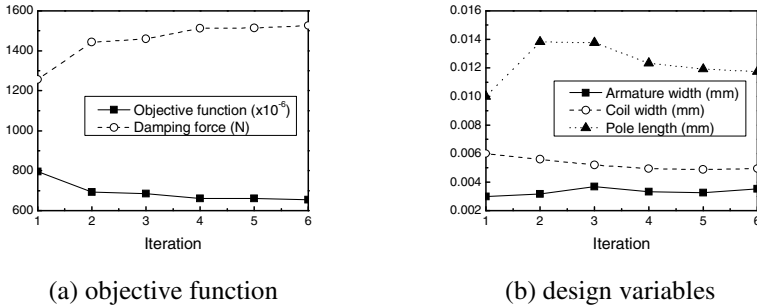 1600
1400
1200
1000
800
600
Objective function (x10⁻⁶)
Damping force (N)
1 2 3 4 5 6
Iteration
(a) objective function
0.016
0.014
0.012
0.010
0.008
0.006
0.004
0.002
Armature width (mm)
Coil width (mm)
Pole length (mm)
1 2 3 4 5 6
Iteration
(b) design variables